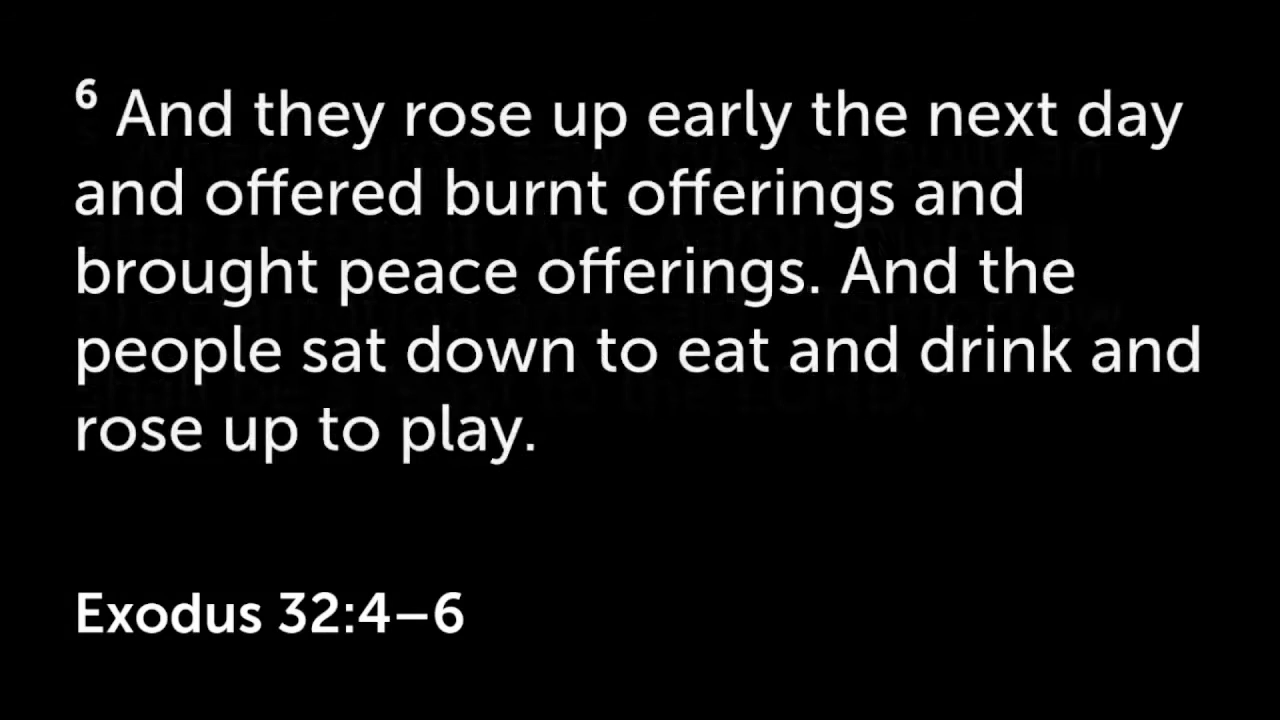 6 And they rose up early the next day
and offered burnt offerings and
brought peace offerings. And the
people sat down to eat and drink and
rose up to play.
Exodus 32:4–6